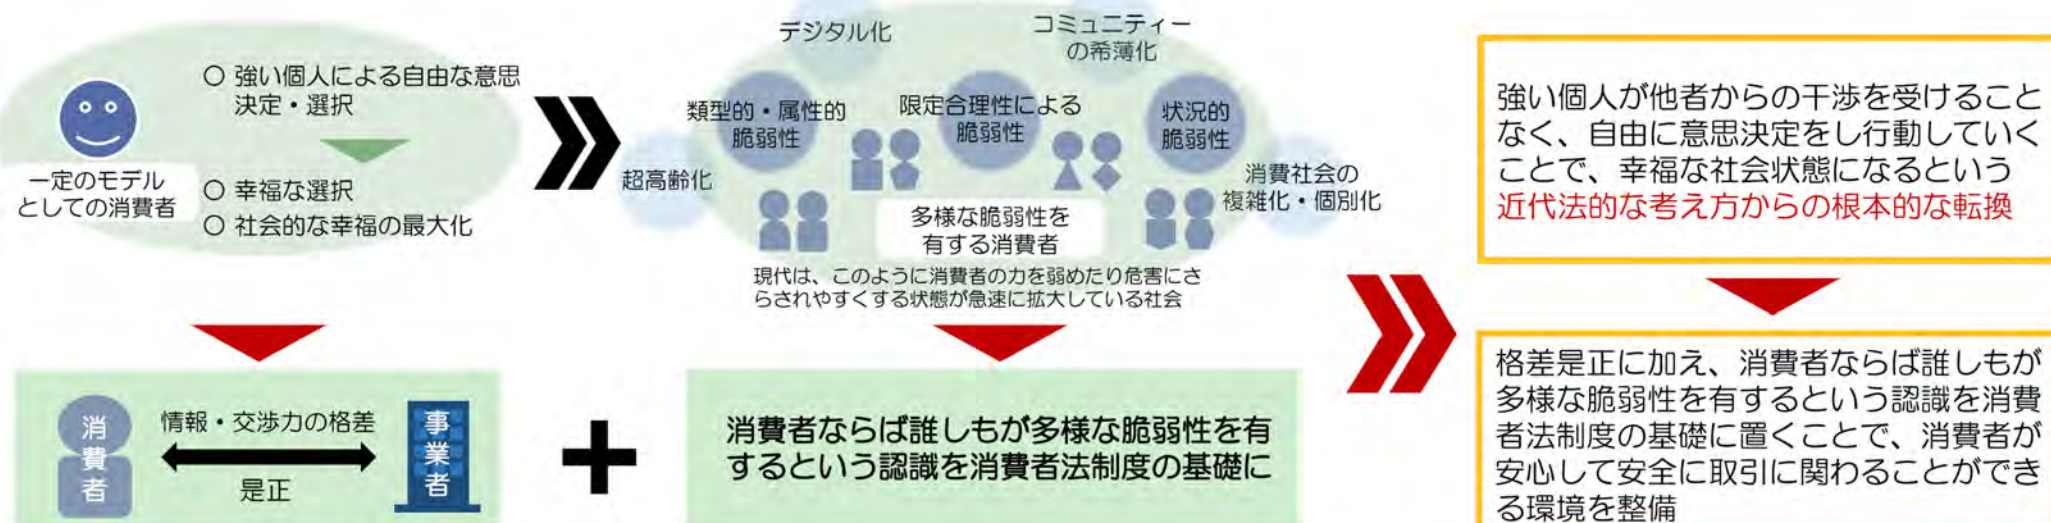 ○ 強い個人による自由な意思
決定・選択
一定のモデル
としての消費者
○ 幸福な選択
○ 社会的な幸福の最大化
消費者
情報・交渉力の格差
是正
事業者
デジタル化
コミュニティー
の希薄化
類型的・属性的
脆弱性
限定合理性による
脆弱性
状況的
脆弱性
超高齢化
消費社会の
複雑化・個別化
多様な脆弱性を
有する消費者
現代は、このように消費者の力を弱めたり危害にさ
らされやすくする状態が急速に拡大している社会
消費者ならば誰しもが多様な脆弱性を有
するという認識を消費者法制度の基礎に
強い個人が他者からの干渉を受けること
なく、自由に意思決定をし行動していく
ことで、幸福な社会状態になるという
近代法的な考え方からの根本的な転換
格差是正に加え、消費者ならば誰しもが
多様な脆弱性を有するという認識を消費
者法制度の基礎に置くことで、消費者が
安心して安全に取引に関わることができ
る環境を整備